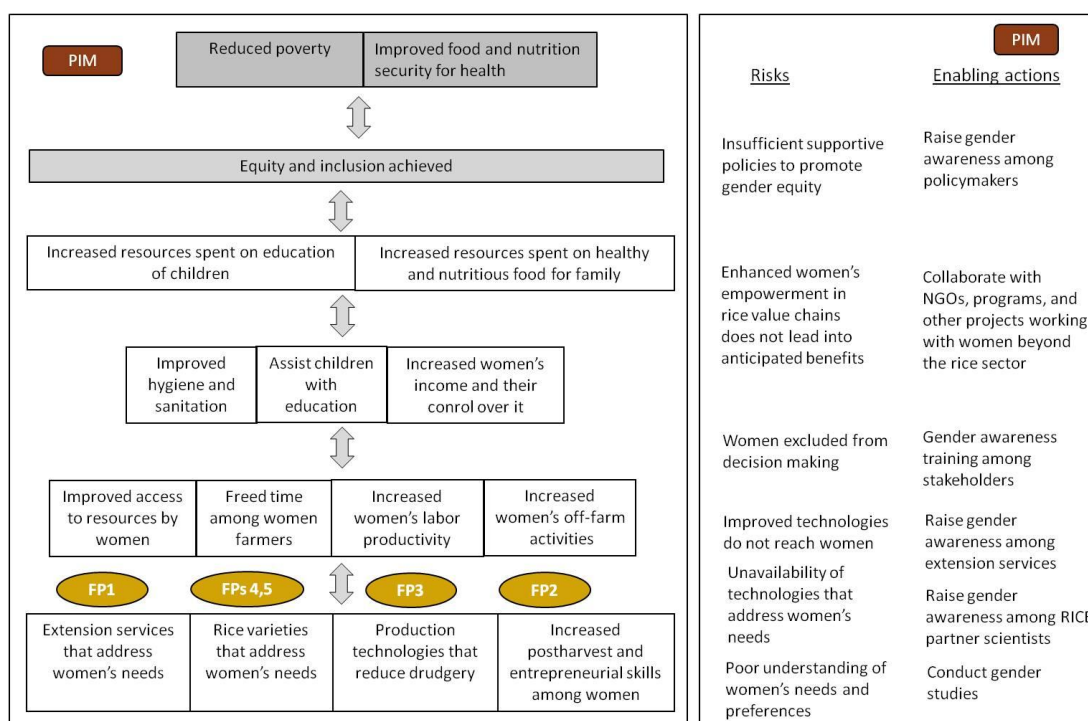 PIM
Reduced poverty
Improved food and nutrition
security for health
Equity and inclusion achieved
Increased resources spent on education
of children
Increased resources spent on healthy
and nutritious food for family
Improved
hygiene and
sanitation
Assist children
with
education
Increased women's
income and their
conrol over it
Improved access
to resources by
women
Freed time
among women
farmers
Increased
women's labor
productivity
Increased
women's off-farm
activities
FP1
FPs 4,5
FP3
FP2
Extension services
that address
women's needs
Rice varieties
that address
women's needs
Production
technologies that
reduce drudgery
Increased
postharvest and
entrepreneurial skills
among women
PIM
Risks
Enabling actions
Insufficient supportive
policies to promote
gender equity
Raise gender
awareness among
policymakers
Enhanced women's
empowerment in
rice value chains
does not lead into
anticipated benefits
Collaborate with
NGOs, programs, and
other projects working
with women beyond
the rice sector
Women excluded from
decision making
Gender awareness
training among
stakeholders
Improved technologies
do not reach women
Raise gender
awareness among
extension services
Unavailability of
technologies that
address women's
needs
Raise gender
awareness among RICE
partner scientists
Poor understanding of
women's needs and
preferences
Conduct gender
studies